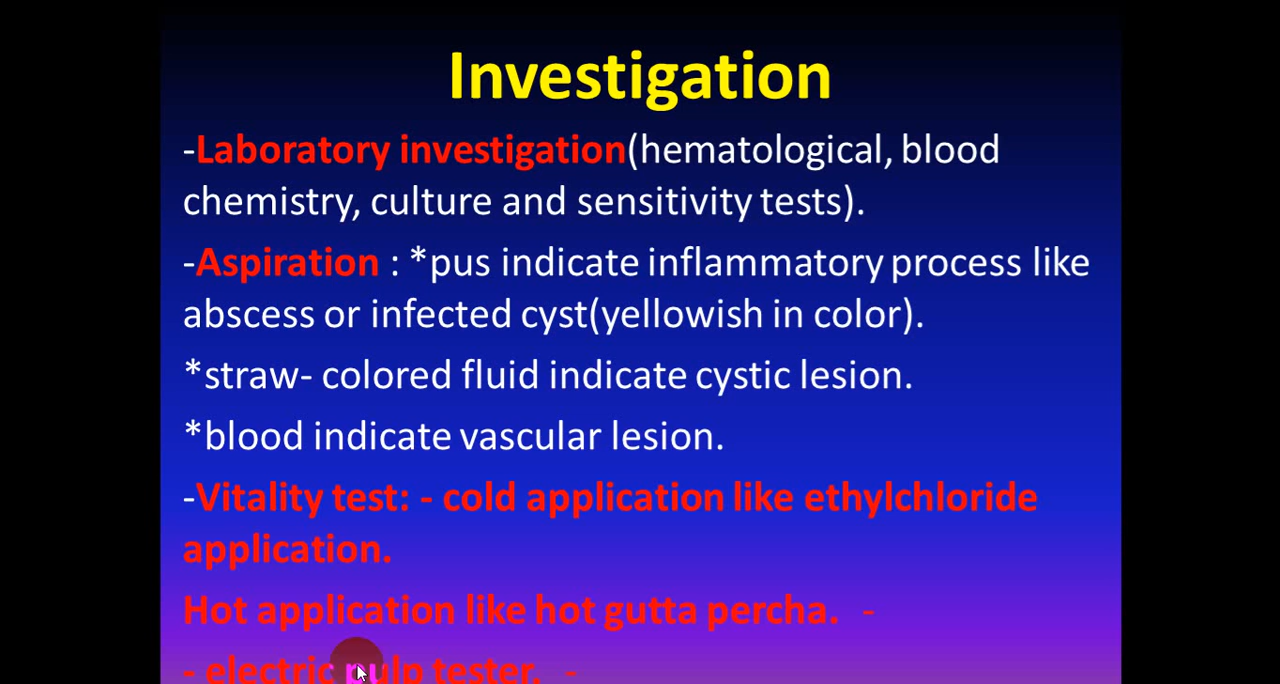 Investigation
-Laboratory investigation(hematological, blood
chemistry, culture and sensitivity tests).
-Aspiration : *pus indicate inflammatory process like
abscess or infected cyst(yellowish in color).
*straw- colored fluid indicate cystic lesion.
*blood indicate vascular lesion.
-Vitality test: - cold application like ethylchloride
application.
Hot application like hot gutta percha. -
- electric pulp tester. -